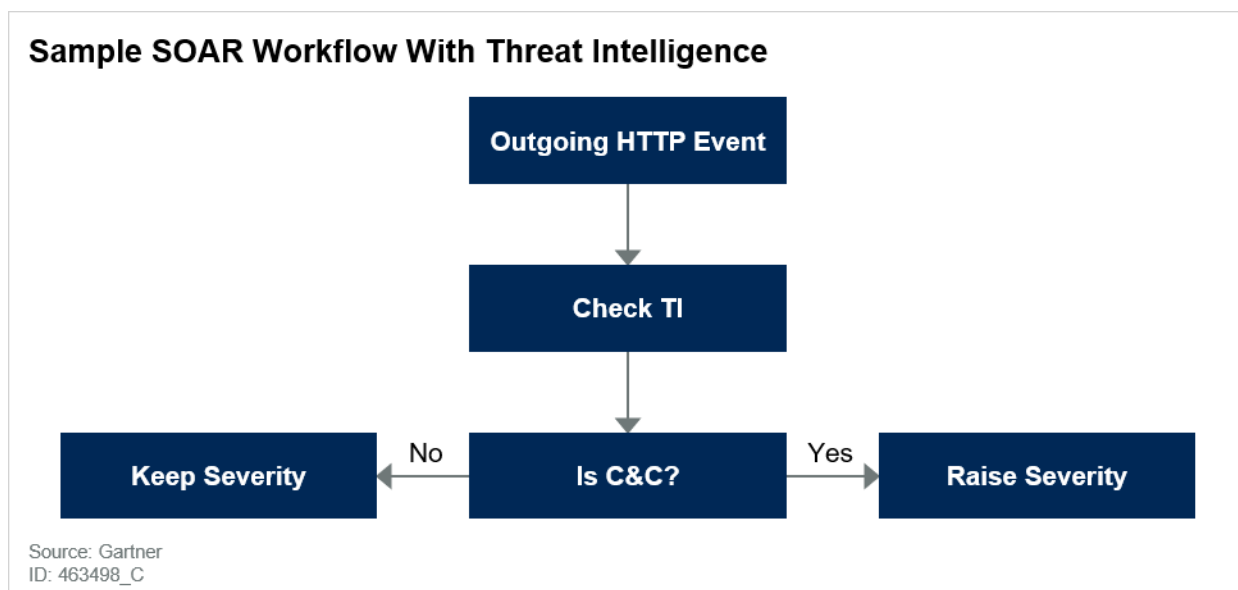 Sample SOAR Workflow With Threat Intelligence
Outgoing HTTP Event
Check TI
Keep Severity
No
Is C&C?
Yes
Raise Severity
Source: Gartner
ID: 463498_C